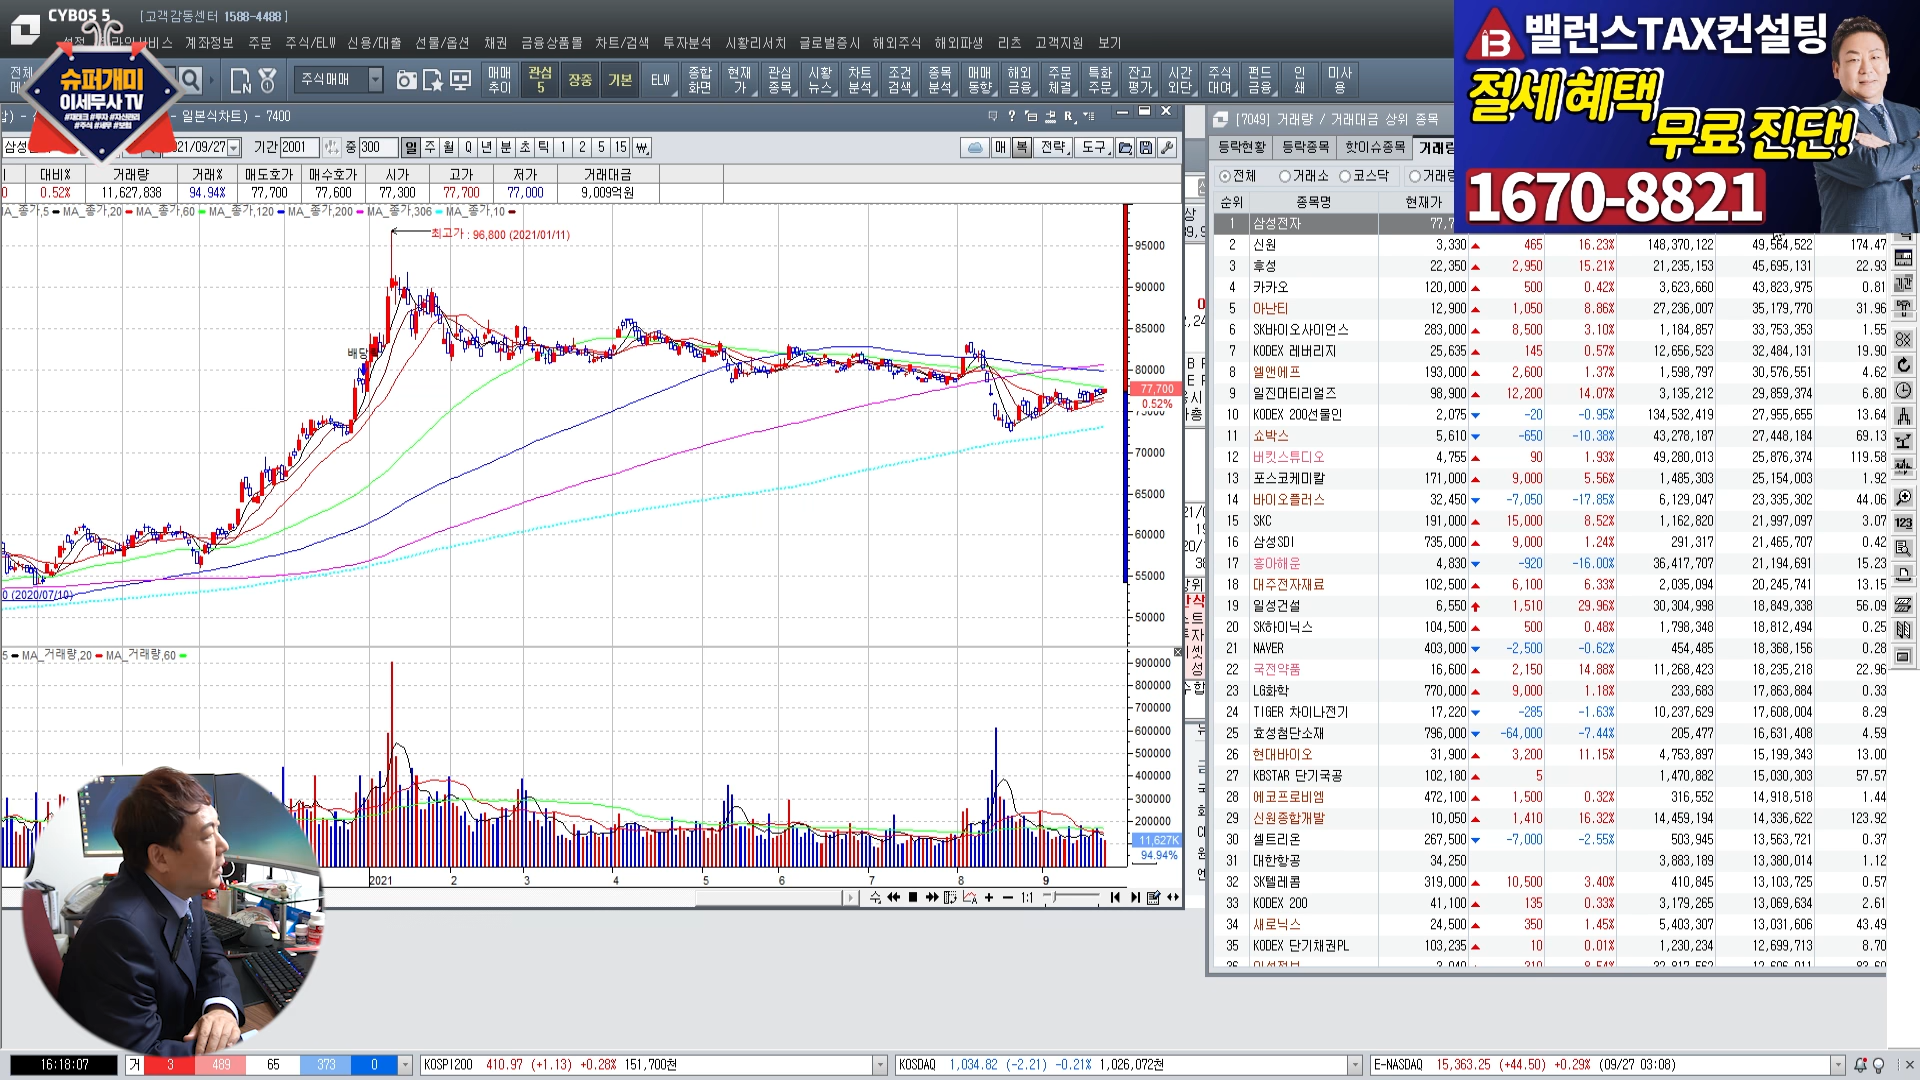 CYBOS 5 [고객감동센터 1588-4488]
계좌정보 주문 주식/ELW 신용/대출 선물/옵션 채권 금융상품몰 차트/검색 투자분석 시황리서치 글로벌증시 해외주식 해외파생 리츠 고객지원 보기
주식매매 매매추이 관심5 장중 기본 ELW 종합화면 현재가 관심종목 시황뉴스 차트분석 조건검색 종목분석 매매동향 해외금융 주문체결 특화주문 잔고평가 시간외단 주식대여 펀드금융 인쇄 미사용
슈퍼개미
이세무사 TV
#재테크 #투자 #자산관리
#주식 #세무 #보험
밸런스TAX컨설팅
절세 혜택
무료 진단!
1670-8821
일본식차트) - 7400
기간 2001 중 300 일 주 월 Q 년 분 초 틱 1 2 5 15 매 복 전략 도구
대비% 거래량 거래% 매도호가 매수호가 시가 고가 저가 거래대금
0.52% 11,627,838 94.94% 77,700 77,600 77,300 77,700 77,000 9,009억원
MA_종가,5 MA_종가,20 MA_종가,60 MA_종가,120 MA_종가,200 MA_종가,306 MA_종가,10
최고가 : 96,800 (2021/01/11)
배당
95000
90000
85000
80000
77,700
0.52%
75000
70000
65000
60000
55000
50000
(2020/07/10)
MA_거래량,20 MA_거래량,60
900000
800000
700000
600000
500000
400000
300000
200000
11,627K
94.94%
2021 2 3 4 5 6 7 8 9
1:1
[7049] 거래량 / 거래대금 상위 종목
등락현황 등락종목 핫이슈종목
전체 거래소 코스닥
순위 종목명 현재가
1 삼성전자
2 신원 3,330 465 16.23% 148,370,122 49,564,522 174.47
3 후성 22,350 2,950 15.21% 21,235,153 45,695,131 22.93
4 카카오 120,000 500 0.42% 3,623,660 43,823,975 0.81
5 아난티 12,900 1,050 8.86% 27,236,007 35,179,770 31.96
6 SK바이오사이언스 283,000 8,500 3.10% 1,184,857 33,753,353 1.55
7 KODEX 레버리지 25,635 145 0.57% 12,656,523 32,484,131 19.90
8 엘앤에프 193,000 2,600 1.37% 1,598,797 30,576,551 4.62
9 일진머티리얼즈 98,900 12,200 14.07% 3,135,212 29,859,374 6.80
10 KODEX 200선물인 2,075 -20 -0.95% 134,532,419 27,955,655 13.64
11 쇼박스 5,610 -650 -10.38% 43,278,187 27,448,184 69.13
12 버킷스튜디오 4,755 90 1.93% 49,280,013 25,876,374 119.58
13 포스코케미칼 171,000 9,000 5.56% 1,485,303 25,154,003 1.92
14 바이오플러스 32,450 -7,050 -17.85% 6,129,047 23,335,302 44.06
15 SKC 191,000 15,000 8.52% 1,162,820 21,997,097 3.07
16 삼성SDI 735,000 9,000 1.24% 291,317 21,465,707 0.42
17 흥아해운 4,830 -920 -16.00% 36,417,707 21,194,691 15.23
18 대주전자재료 102,500 6,100 6.33% 2,035,094 20,245,741 13.15
19 일성건설 6,550 1,510 29.96% 30,304,998 18,849,338 56.09
20 SK하이닉스 104,500 500 0.48% 1,798,348 18,812,494 0.25
21 NAVER 403,000 -2,500 -0.62% 454,485 18,368,156 0.28
22 국전약품 16,600 2,150 14.88% 11,268,423 18,235,218 22.96
23 LG화학 770,000 9,000 1.18% 233,683 17,863,884 0.33
24 TIGER 차이나전기 17,220 -285 -1.63% 10,237,629 17,608,004 8.29
25 효성첨단소재 796,000 -64,000 -7.44% 205,477 16,631,408 4.59
26 현대바이오 31,900 3,200 11.15% 4,753,897 15,199,343 13.00
27 KBSTAR 단기국공 102,180 5 1,470,882 15,030,303 57.57
28 에코프로비엠 472,100 1,500 0.32% 316,552 14,918,518 1.44
29 신원종합개발 10,050 1,410 16.32% 14,459,194 14,336,622 123.92
30 셀트리온 267,500 -7,000 -2.55% 503,945 13,563,721 0.37
31 대한항공 34,250 3,883,189 13,380,014 1.12
32 SK텔레콤 319,000 10,500 3.40% 410,845 13,103,725 0.57
33 KODEX 200 41,100 135 0.33% 3,179,265 13,069,634 2.61
34 새로닉스 24,500 350 1.45% 5,403,307 13,031,606 43.49
35 KODEX 단기채권PL 103,235 10 0.01% 1,230,234 12,699,713 8.70
16:18:07 거 3 489 65 373 0 KOSPI200 410.97 (+1.13) +0.28% 151,700천 KOSDAQ 1,034.82 (-2.21) -0.21% 1,026,072천 E-NASDAQ 15,363.25 (+44.50) +0.29% (09/27 03:08)